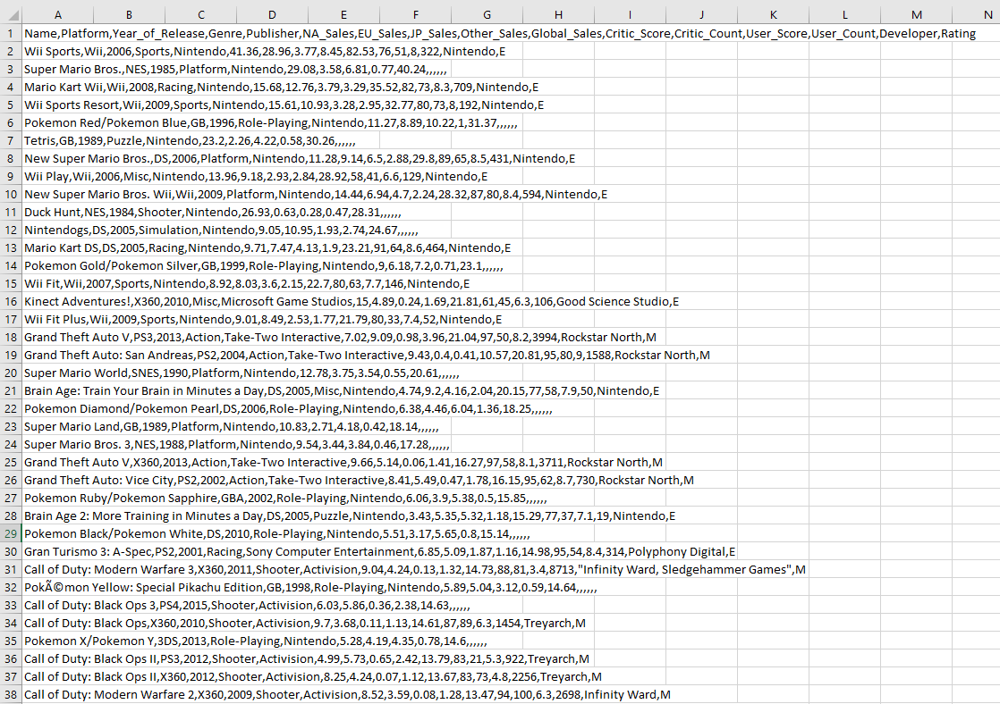 A B C D E F G H I J K L M N
1 Name,Platform,Year_of_Release,Genre,Publisher,NA_Sales,EU_Sales,JP_Sales,Other_Sales,Global_Sales,Critic_Score,Critic_Count,User_Score,User_Count,Developer,Rating
2 Wii Sports,Wii,2006,Sports,Nintendo,41.36,28.96,3.77,8.45,82.53,76,51,8,322,Nintendo,E
3 Super Mario Bros.,NES,1985,Platform,Nintendo,29.08,3.58,6.81,0.77,40.24,,,,,,
4 Mario Kart Wii,Wii,2008,Racing,Nintendo,15.68,12.76,3.79,3.29,35.52,82,73,8.3,709,Nintendo,E
5 Wii Sports Resort,Wii,2009,Sports,Nintendo,15.61,10.93,3.28,2.95,32.77,80,73,8,192,Nintendo,E
6 Pokemon Red/Pokemon Blue,GB,1996,Role-Playing,Nintendo,11.27,8.89,10.22,1,31.37,,,,,,
7 Tetris,GB,1989,Puzzle,Nintendo,23.2,2.26,4.22,0.58,30.26,,,,,,
8 New Super Mario Bros.,DS,2006,Platform,Nintendo,11.28,9.14,6.5,2.88,29.8,89,65,8.5,431,Nintendo,E
9 Wii Play,Wii,2006,Misc,Nintendo,13.96,9.18,2.93,2.84,28.92,58,41,6.6,129,Nintendo,E
10 New Super Mario Bros. Wii,Wii,2009,Platform,Nintendo,14.44,6.94,4.7,2.24,28.32,87,80,8.4,594,Nintendo,E
11 Duck Hunt,NES,1984,Shooter,Nintendo,26.93,0.63,0.28,0.47,28.31,,,,,,
12 Nintendogs,DS,2005,Simulation,Nintendo,9.05,10.95,1.93,2.74,24.67,,,,,,
13 Mario Kart DS,DS,2005,Racing,Nintendo,9.71,7.47,4.13,1.9,23.21,91,64,8.6,464,Nintendo,E
14 Pokemon Gold/Pokemon Silver,GB,1999,Role-Playing,Nintendo,9,6.18,7.2,0.71,23.1,,,,,,
15 Wii Fit,Wii,2007,Sports,Nintendo,8.92,8.03,3.6,2.15,22.7,80,63,7.7,146,Nintendo,E
16 Kinect Adventures!,X360,2010,Misc,Microsoft Game Studios,15,4.89,0.24,1.69,21.81,61,45,6.3,106,Good Science Studio,E
17 Wii Fit Plus,Wii,2009,Sports,Nintendo,9.01,8.49,2.53,1.77,21.79,80,33,7.4,52,Nintendo,E
18 Grand Theft Auto V,PS3,2013,Action,Take-Two Interactive,7.02,9.09,0.98,3.96,21.04,97,50,8.2,3994,Rockstar North,M
19 Grand Theft Auto: San Andreas,PS2,2004,Action,Take-Two Interactive,9.43,0.4,0.41,10.57,20.81,95,80,9,1588,Rockstar North,M
20 Super Mario World,SNES,1990,Platform,Nintendo,12.78,3.75,3.54,0.55,20.61,,,,,,
21 Brain Age: Train Your Brain in Minutes a Day,DS,2005,Misc,Nintendo,4.74,9.2,4.16,2.04,20.15,77,58,7.9,50,Nintendo,E
22 Pokemon Diamond/Pokemon Pearl,DS,2006,Role-Playing,Nintendo,6.38,4.46,6.04,1.36,18.25,,,,,,
23 Super Mario Land,GB,1989,Platform,Nintendo,10.83,2.71,4.18,0.42,18.14,,,,,,
24 Super Mario Bros. 3,NES,1988,Platform,Nintendo,9.54,3.44,3.84,0.46,17.28,,,,,,
25 Grand Theft Auto V,X360,2013,Action,Take-Two Interactive,9.66,5.14,0.06,1.41,16.27,97,58,8.1,3711,Rockstar North,M
26 Grand Theft Auto: Vice City,PS2,2002,Action,Take-Two Interactive,8.41,5.49,0.47,1.78,16.15,95,62,8.7,730,Rockstar North,M
27 Pokemon Ruby/Pokemon Sapphire,GBA,2002,Role-Playing,Nintendo,6.06,3.9,5.38,0.5,15.85,,,,,,
28 Brain Age 2: More Training in Minutes a Day,DS,2005,Puzzle,Nintendo,3.43,5.35,5.32,1.18,15.29,77,37,7.1,19,Nintendo,E
29 Pokemon Black/Pokemon White,DS,2010,Role-Playing,Nintendo,5.51,3.17,5.65,0.8,15.14,,,,,,
30 Gran Turismo 3: A-Spec,PS2,2001,Racing,Sony Computer Entertainment,6.85,5.09,1.87,1.16,14.98,95,54,8.4,314,Polyphony Digital,E
31 Call of Duty: Modern Warfare 3,X360,2011,Shooter,Activision,9.04,4.24,0.13,1.32,14.73,88,81,3.4,8713,"Infinity Ward, Sledgehammer Games",M
32 PokÃ©mon Yellow: Special Pikachu Edition,GB,1998,Role-Playing,Nintendo,5.89,5.04,3.12,0.59,14.64,,,,,,
33 Call of Duty: Black Ops 3,PS4,2015,Shooter,Activision,6.03,5.86,0.36,2.38,14.63,,,,,,
34 Call of Duty: Black Ops,X360,2010,Shooter,Activision,9.7,3.68,0.11,1.13,14.61,87,89,6.3,1454,Treyarch,M
35 Pokemon X/Pokemon Y,3DS,2013,Role-Playing,Nintendo,5.28,4.19,4.35,0.78,14.6,,,,,,
36 Call of Duty: Black Ops II,PS3,2012,Shooter,Activision,4.99,5.73,0.65,2.42,13.79,83,21,5.3,922,Treyarch,M
37 Call of Duty: Black Ops II,X360,2012,Shooter,Activision,8.25,4.24,0.07,1.12,13.67,83,73,4.8,2256,Treyarch,M
38 Call of Duty: Modern Warfare 2,X360,2009,Shooter,Activision,8.52,3.59,0.08,1.28,13.47,94,100,6.3,2698,Infinity Ward,M